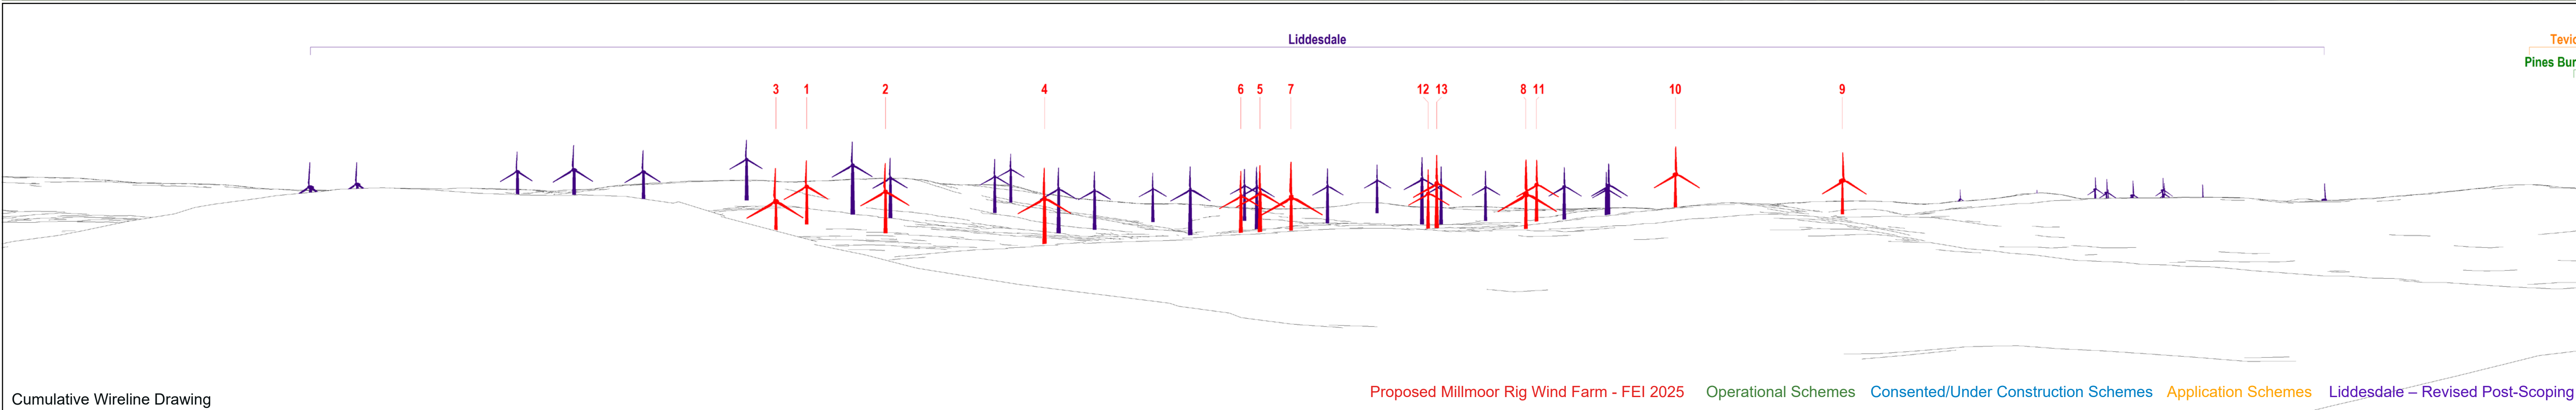 Liddesdale
Tevio
Pines Bur
3 1 2 4 6 5 7 12 13 8 11 10 9
Proposed Millmoor Rig Wind Farm - FEI 2025 Operational Schemes Consented/Under Construction Schemes Application Schemes Liddesdale – Revised Post-Scoping
Cumulative Wireline Drawing